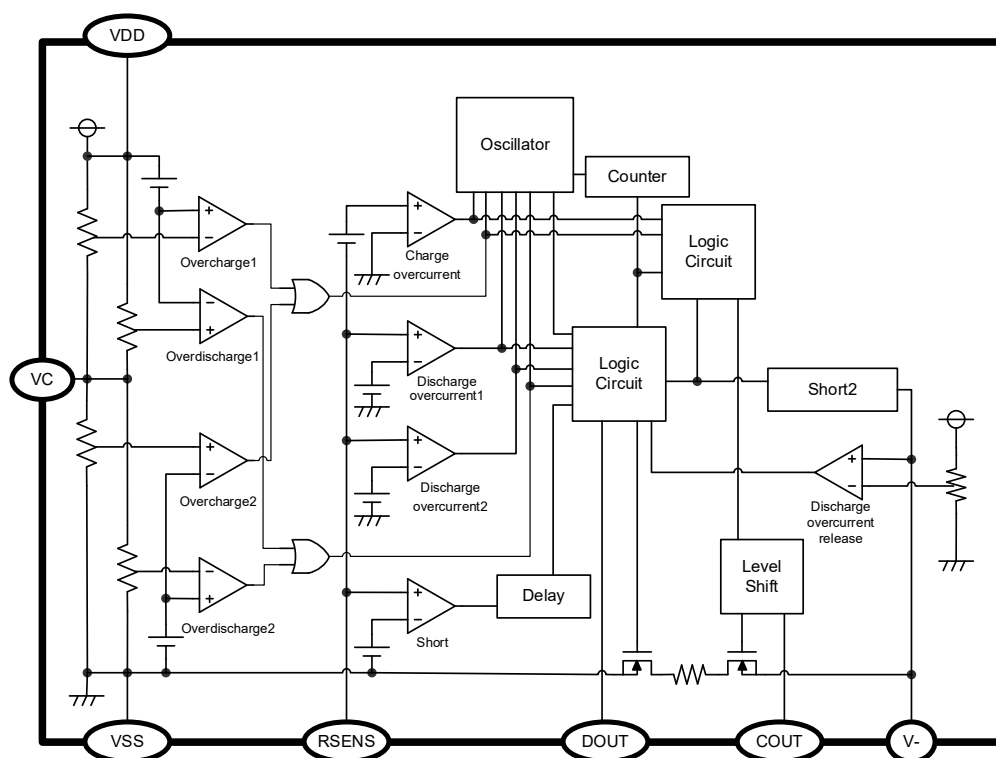 VDD
Oscillator
Counter
+
−
Overcharge1
+
−
Charge
overcurrent
Logic
Circuit
−
+
Overdischarge1
+
−
Discharge
overcurrent1
Logic
Circuit
VC
Short2
+
−
Overcharge2
+
−
Discharge
overcurrent2
+
−
Discharge
overcurrent
release
−
+
Overdischarge2
+
−
Short
Delay
Level
Shift
VSS
RSENS
DOUT
COUT
V-